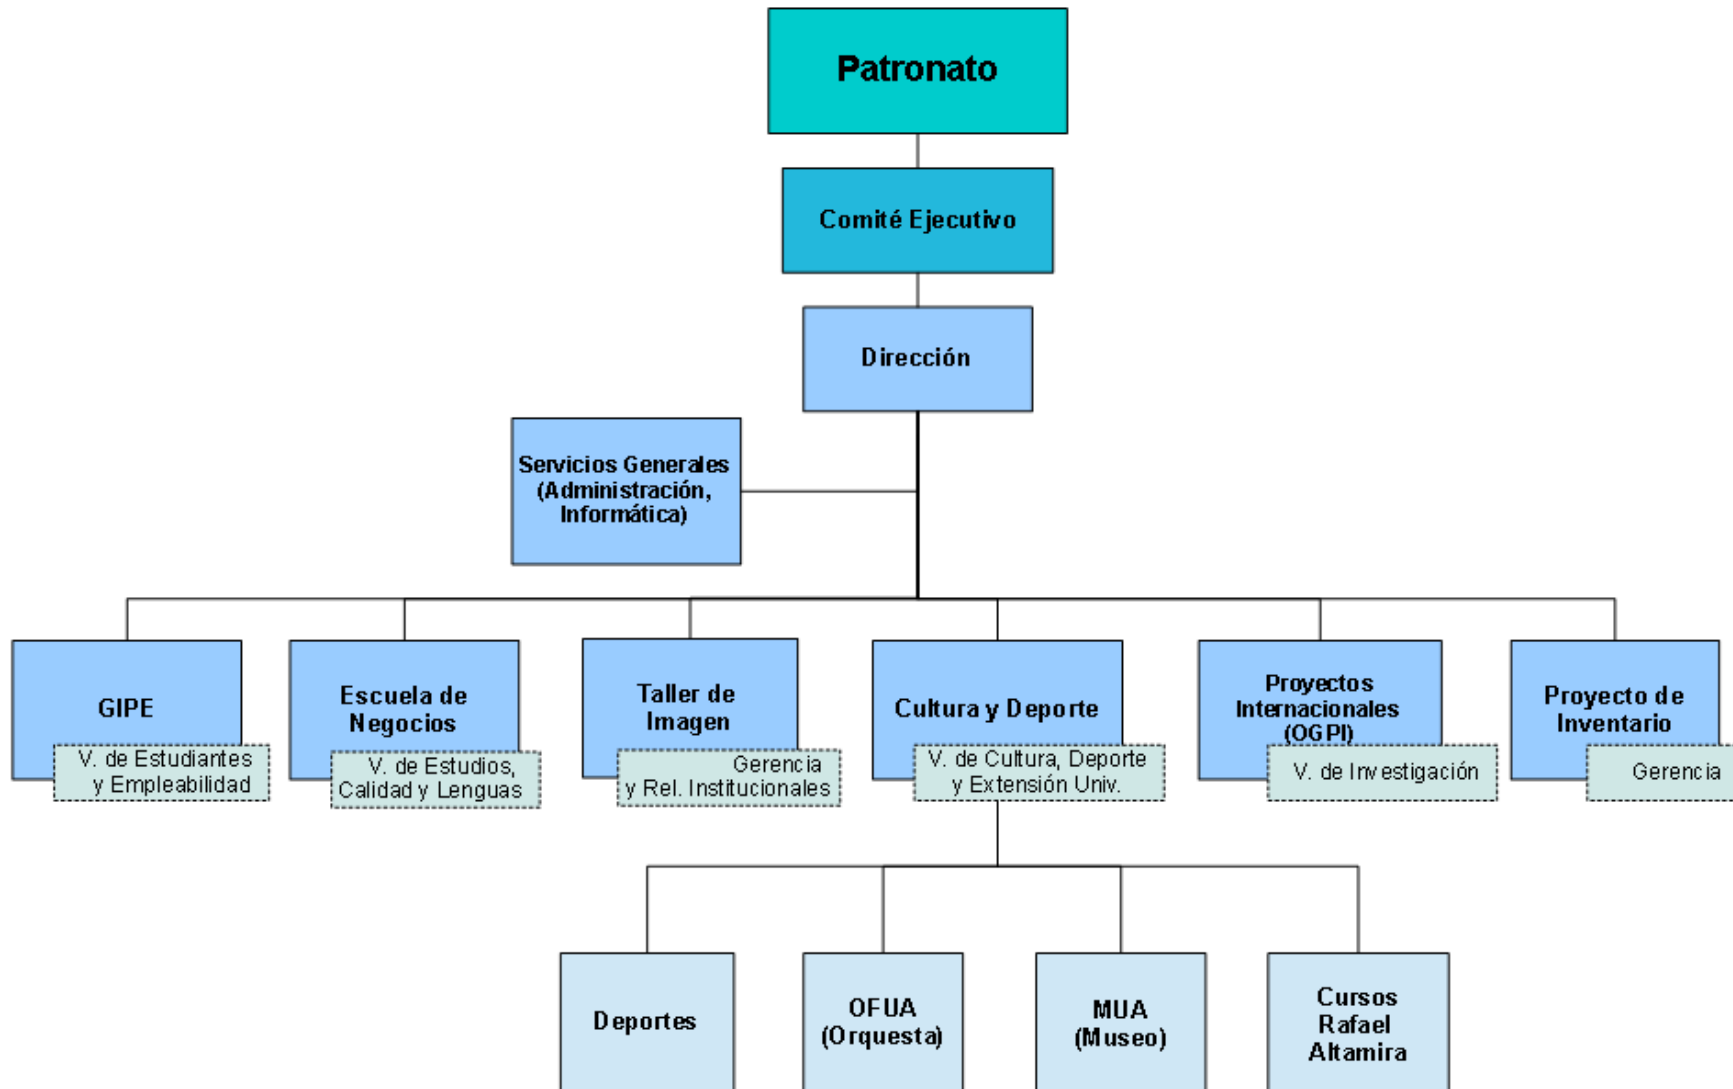 Patronato
Comité Ejecutivo
Dirección
Servicios Generales
(Administración,
Informática)
GIPE
V. de Estudiantes
y Empleabilidad
Escuela de
Negocios
V. de Estudios,
Calidad y Lenguas
Taller de
Imagen
Gerencia
y Rel. Institucionales
Cultura y Deporte
V. de Cultura, Deporte
y Extensión Univ.
Proyectos
Internacionales
(OGPI)
V. de Investigación
Proyecto de
Inventario
Gerencia
Deportes
OFUA
(Orquesta)
MUA
(Museo)
Cursos
Rafael
Altamira